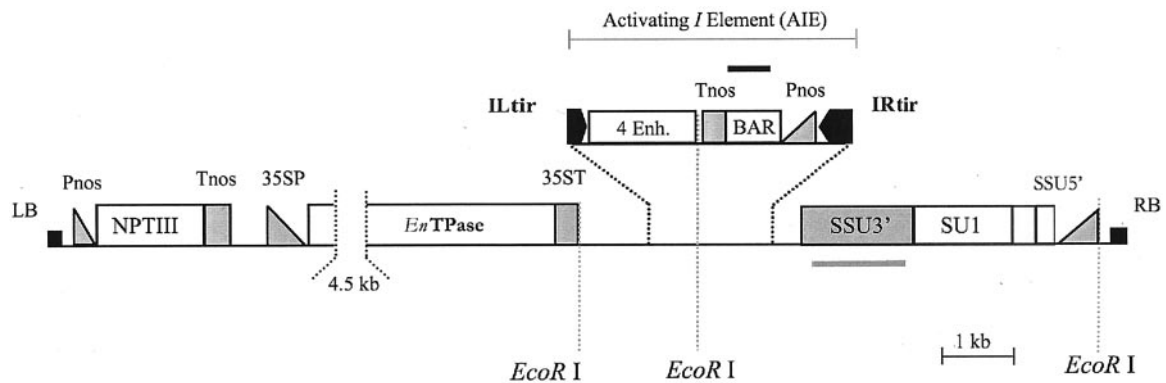 Activating I Element (AIE)
ILtir
Tnos
Pnos
IRtir
4 Enh.
BAR
LB
Pnos
Tnos
35SP
35ST
SSU5'
RB
NPTIII
EnTPase
SSU3'
SU1
4.5 kb
1 kb
EcoR I
EcoR I
EcoR I